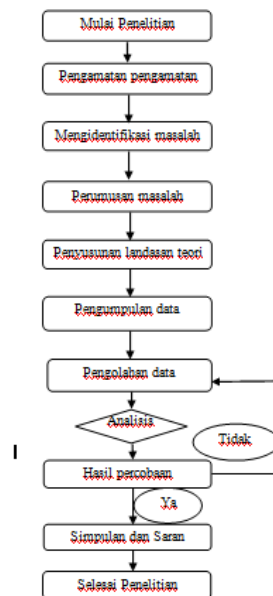 Mulai Penelitian
Pengamatan pengamatan
Mengidentifikasi masalah
Perumusan masalah
Penyusunan landasan teori
Pengumpulan data
Pengolahan data
Analisis
Tidak
Hasil percobaan
Ya
Simpulan dan Saran
Selesai Penelitian